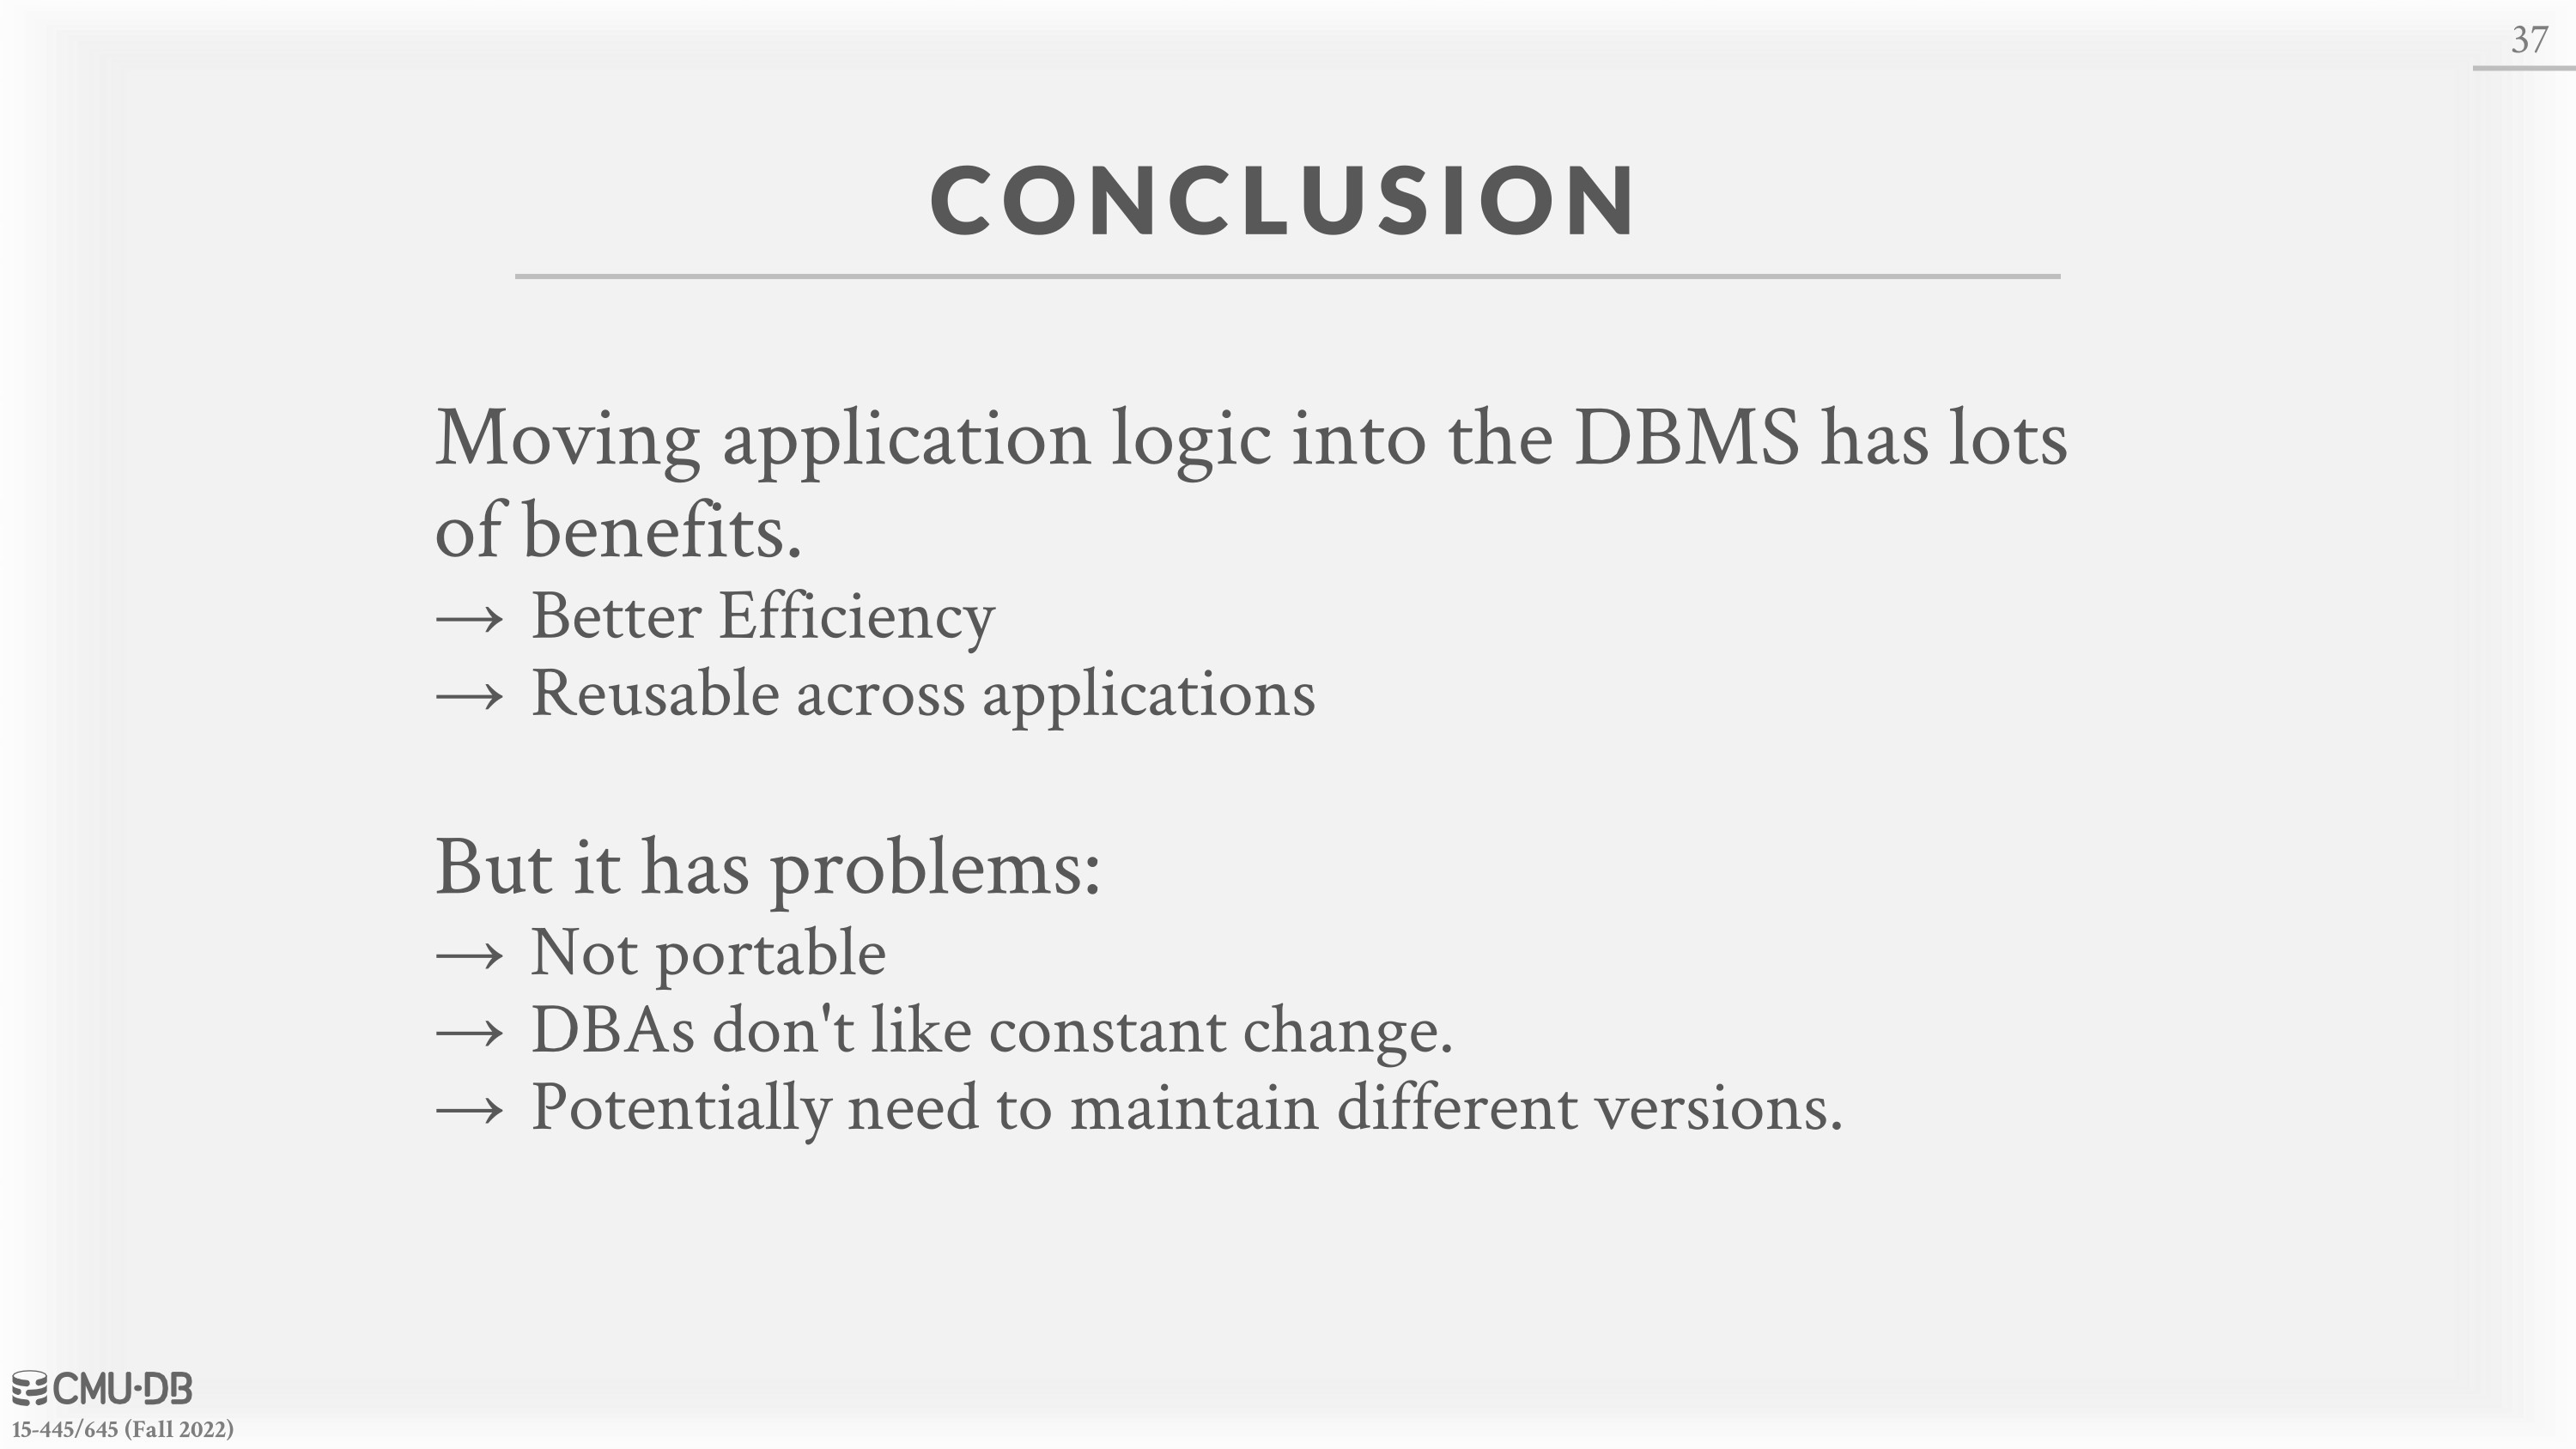 37
CONCLUSION
Moving application logic into the DBMS has lots
of benefits.
→ Better Efficiency
→ Reusable across applications
But it has problems:
→ Not portable
→ DBAs don't like constant change.
→ Potentially need to maintain different versions.
CMU·DB
15-445/645 (Fall 2022)